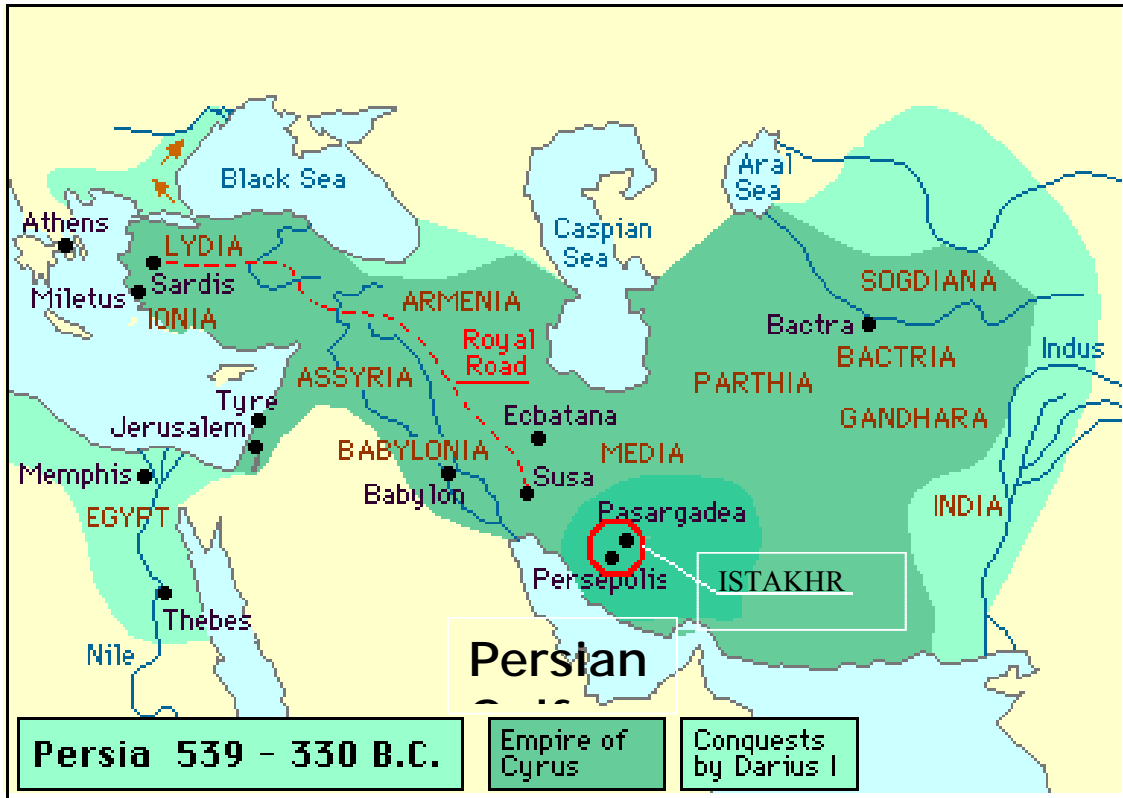 Black Sea
Aral
Sea
Caspian
Sea
Athens
LYDIA
Sardis
Miletus
IONIA
ARMENIA
SOGDIANA
Bactra
BACTRIA
Indus
Royal
Road
ASSYRIA
PARTHIA
Tyre
Jerusalem
Ecbatana
GANDHARA
BABYLONIA
MEDIA
Memphis
Susa
Babylon
EGYPT
Pasargadea
INDIA
Persepolis
ISTAKHR
Thebes
Nile
Persian
Persia 539 - 330 B.C.
Empire of
Cyrus
Conquests
by Darius I